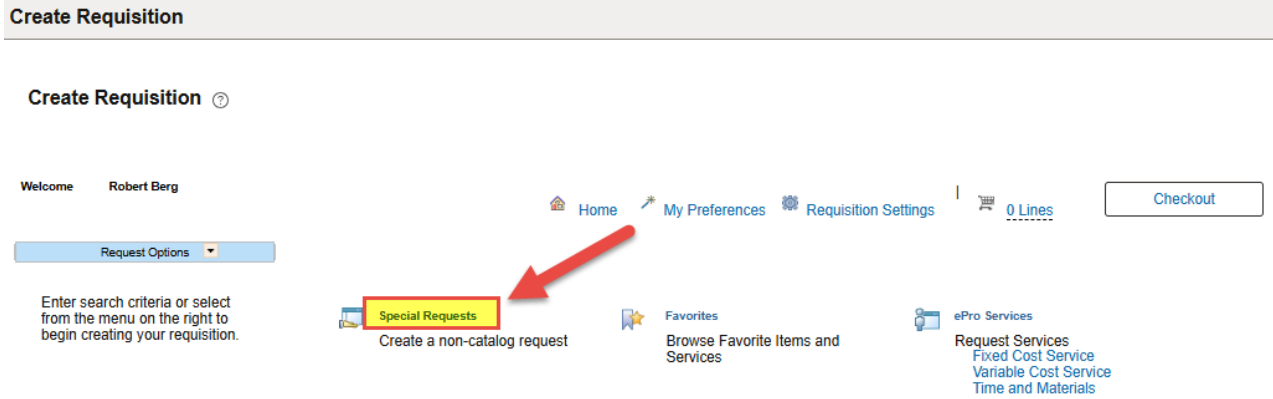 Create Requisition
Create Requisition ?
Welcome Robert Berg
Home My Preferences Requisition Settings | 0 Lines Checkout
Request Options
Enter search criteria or select
from the menu on the right to
begin creating your requisition.
Special Requests
Create a non-catalog request
Favorites
Browse Favorite Items and
Services
ePro Services
Request Services
Fixed Cost Service
Variable Cost Service
Time and Materials